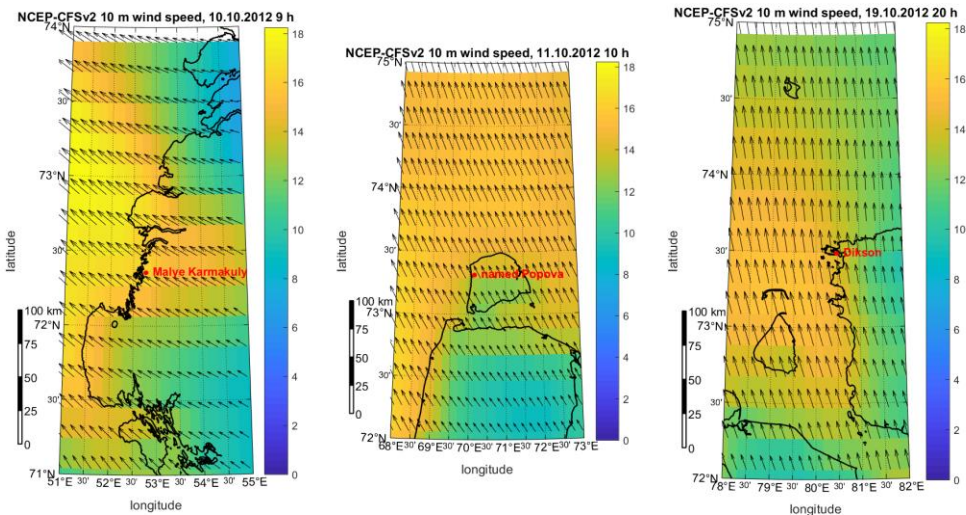 NCEP-CFSv2 10 m wind speed, 10.10.2012 9 h
74°N
30'
73°N
30'
72°N
30'
71°N
latitude
Malye Karmakuly
100 km
75
50
25
0
18
16
14
12
10
8
6
4
2
0
51°E 30' 52°E 30' 53°E 30' 54°E 30' 55°E
longitude
NCEP-CFSv2 10 m wind speed, 11.10.2012 10 h
75°N
30'
74°N
30'
73°N
30'
72°N
latitude
named Popova
100 km
75
50
25
0
18
16
14
12
10
8
6
4
2
0
68°E 30' 69°E 30' 70°E 30' 71°E 30' 72°E 30' 73°E
longitude
NCEP-CFSv2 10 m wind speed, 19.10.2012 20 h
75°N
30'
74°N
30'
73°N
30'
72°N
latitude
Dikson
100 km
75
50
25
0
18
16
14
12
10
8
6
4
2
0
78°E 30' 79°E 30' 80°E 30' 81°E 30' 82°E
longitude